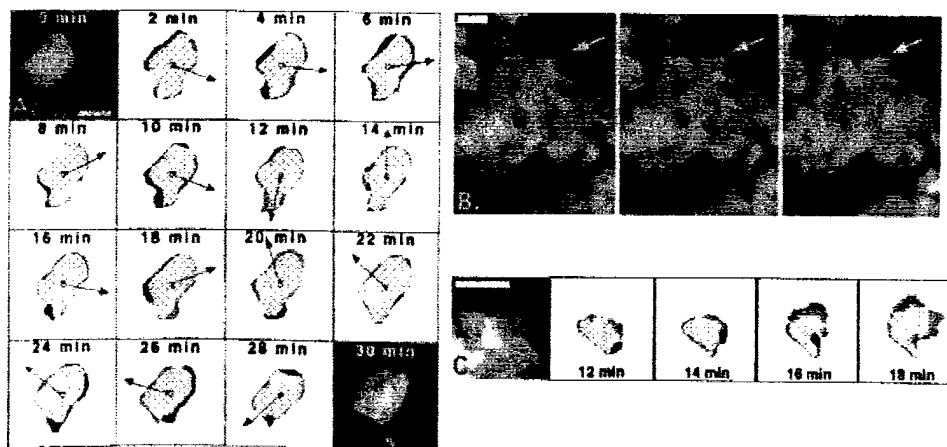 0 min 2 min 4 min 6 min
A.
8 min 10 min 12 min 14 min
16 min 18 min 20 min 22 min
24 min 26 min 28 min 30 min
B.
C
12 min 14 min 16 min 18 min